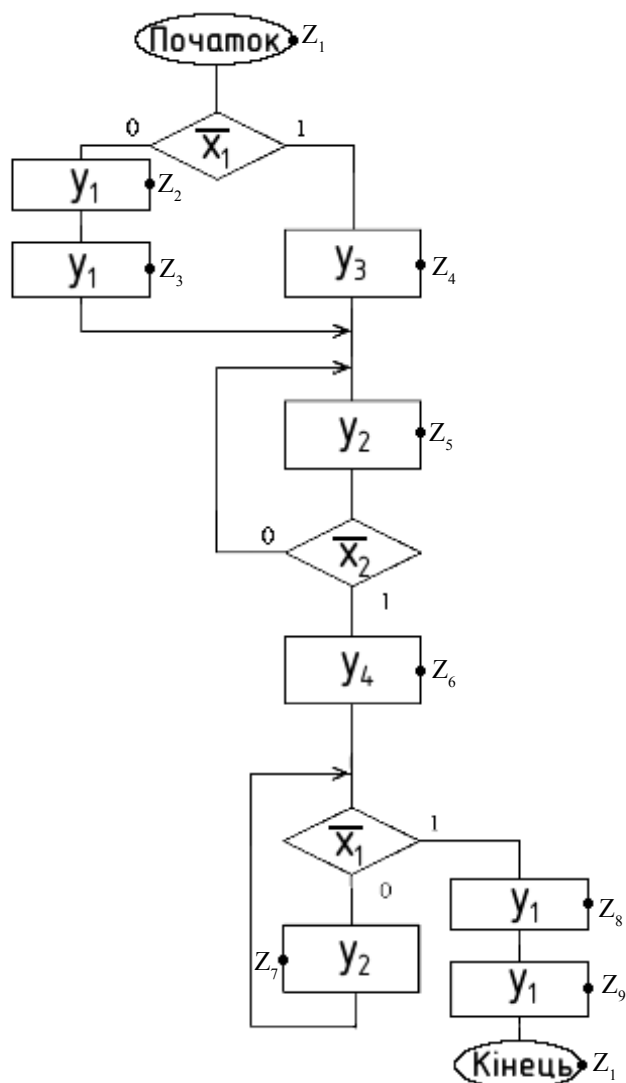 Початок Z₁
0 x̅₁ 1
y₁ Z₂
y₁ Z₃
y₃ Z₄
y₂ Z₅
0 x̅₂
1
y₄ Z₆
x̅₁ 1
0
y₁ Z₈
Z₇ y₂
y₁ Z₉
Кінець Z₁